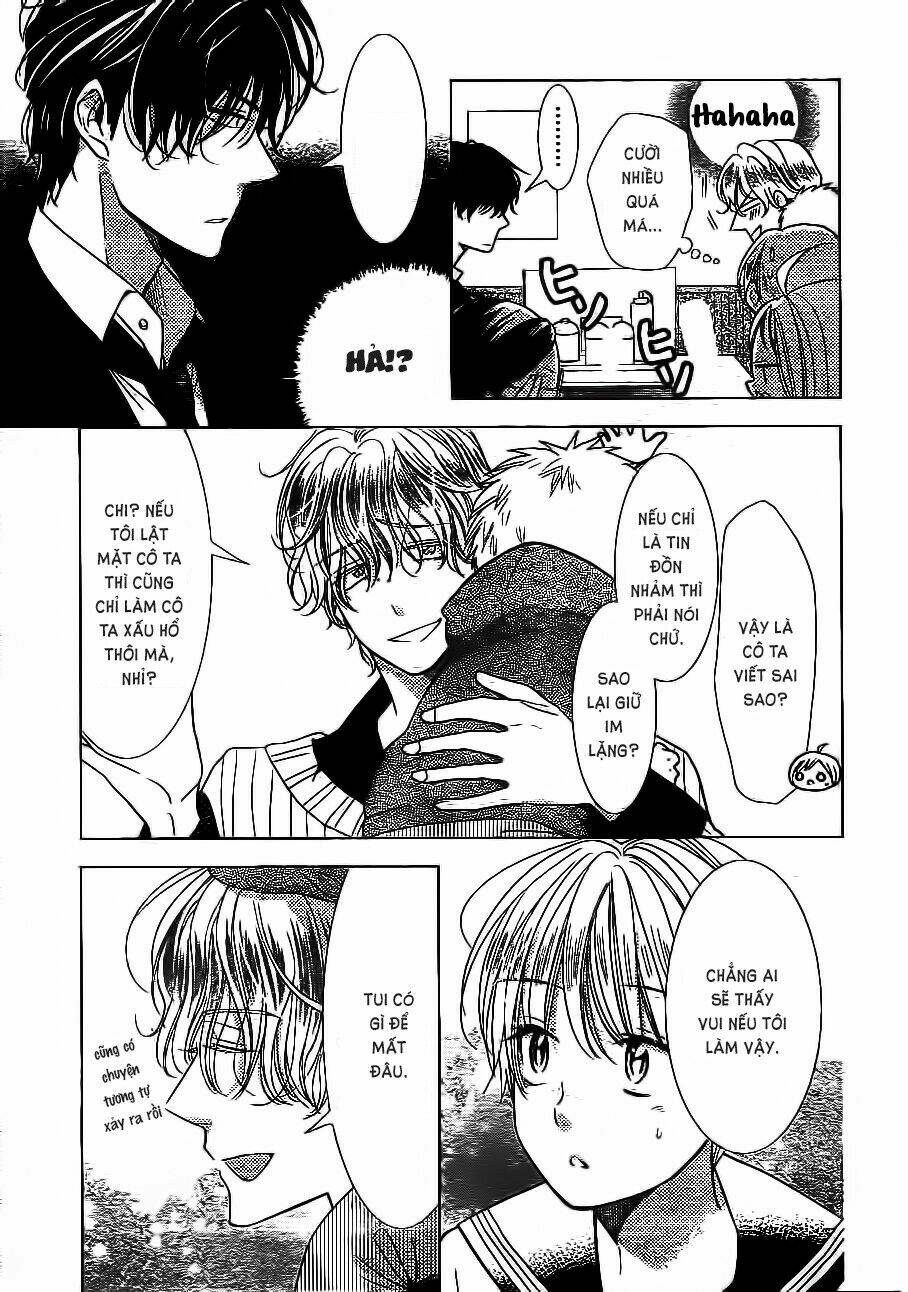 Hahaha
CƯỜI
NHIỀU
QUÁ
MÁ...
.........
ヒソ
ヒソ
HẢ!?
VẬY LÀ
CÔ TA
VIẾT SAI
SAO?
NẾU CHỈ
LÀ TIN
ĐỒN
NHẢM THÌ
PHẢI NÓI
CHỨ.
SAO
LẠI GIỮ
IM
LẶNG?
CHI? NẾU
TÔI LẬT
MẶT CÔ TA
THÌ CŨNG
CHỈ LÀM CÔ
TA XẤU HỔ
THÔI MÀ,
NHỈ?
CHẲNG AI
SẼ THẤY
VUI NẾU TÔI
LÀM VẬY.
TUI CÓ
GÌ ĐỂ
MẤT
ĐÂU.
cũng có
chuyện
tương tự
xảy ra rồi